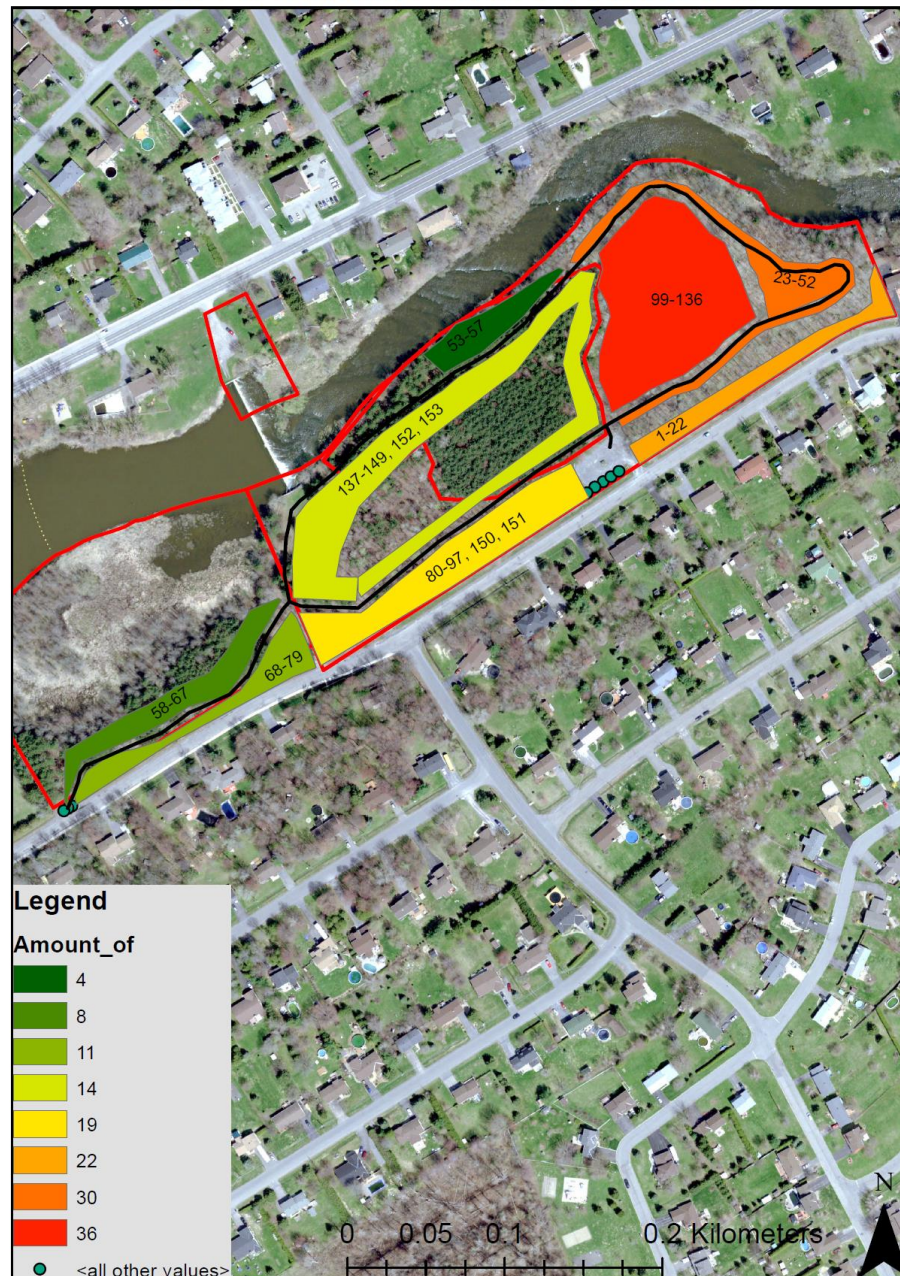 99-136
23-52
53-57
1-22
137-149, 152, 153
80-97, 150, 151
68-79
58-67
Legend
Amount_of
4
8
11
14
19
22
30
36
<all other values>
N
0 0.05 0.1 0.2 Kilometers